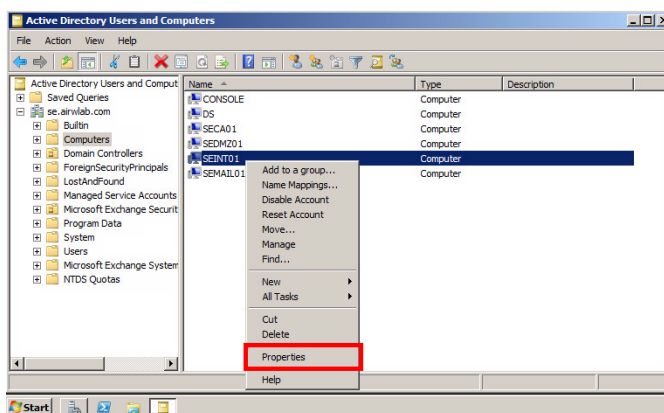 Active Directory Users and Computers
File Action View Help
Active Directory Users and Comput
Saved Queries
se.airwlab.com
Builtin
Computers
Domain Controllers
ForeignSecurityPrincipals
LostAndFound
Managed Service Accounts
Microsoft Exchange Securit
Program Data
System
Users
Microsoft Exchange System
NTDS Quotas
Name Type Description
CONSOLE Computer
DS Computer
SECA01 Computer
SEDMZ01 Computer
SEINT01 Computer
SEMAIL01 Computer
Add to a group...
Name Mappings...
Disable Account
Reset Account
Move...
Manage
Find...
New
All Tasks
Cut
Delete
Properties
Help
Start